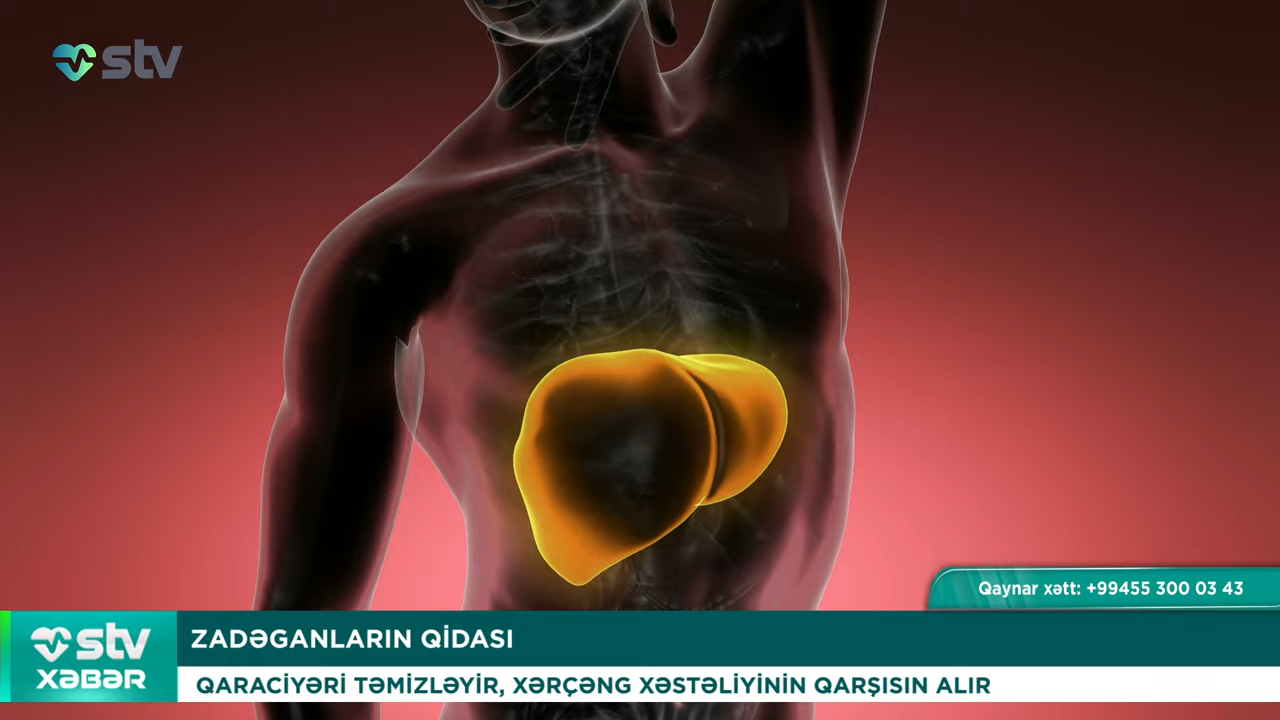 stv
Qaynar xətt: +99455 300 03 43
stv
XƏBƏR
ZADƏGANLARIN QİDASI
QARACİYƏRİ TƏMİZLƏYİR, XƏRÇƏNG XƏSTƏLİYİNİN QARŞISIN ALIR